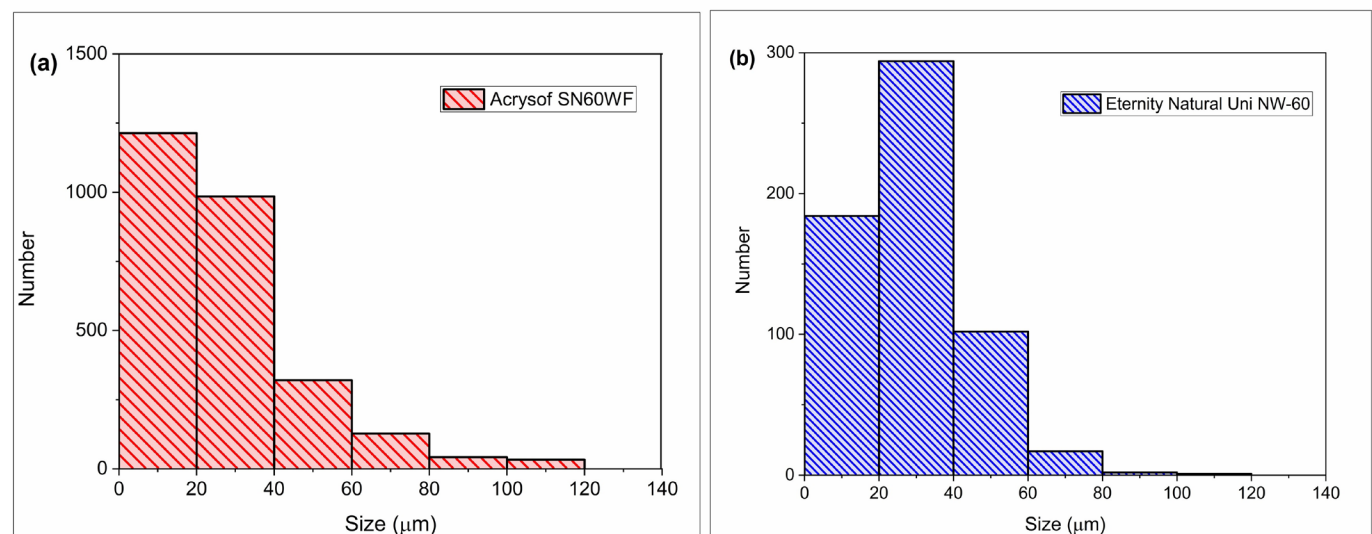 (a)
1500
1000
500
0
Number
Acrysof SN60WF
0 20 40 60 80 100 120 140
Size (μm)
(b)
300
200
100
0
Number
Eternity Natural Uni NW-60
0 20 40 60 80 100 120 140
Size (μm)